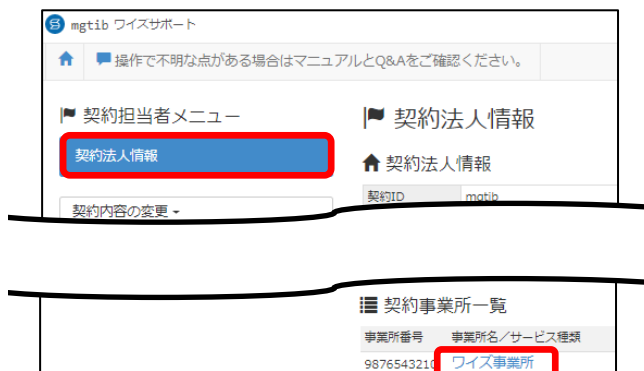 mgtib ワイズサポート
操作で不明な点がある場合はマニュアルとQ&Aをご確認ください。
契約担当者メニュー
契約法人情報
契約内容の変更
契約法人情報
契約法人情報
契約ID mgtib
契約事業所一覧
事業所番号 事業所名／サービス種類
9876543210 ワイズ事業所